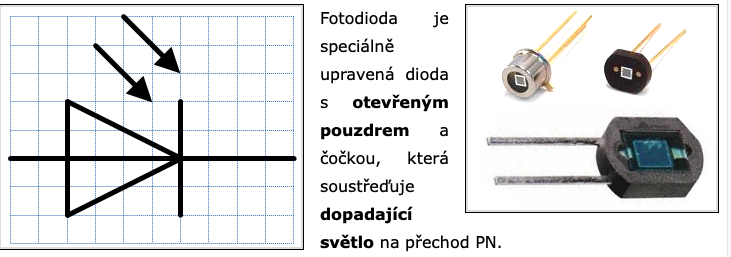 Fotodioda je
speciálně
upravená dioda
s otevřeným
pouzdrem a
čočkou, která
soustřeďuje
dopadající
světlo na přechod PN.